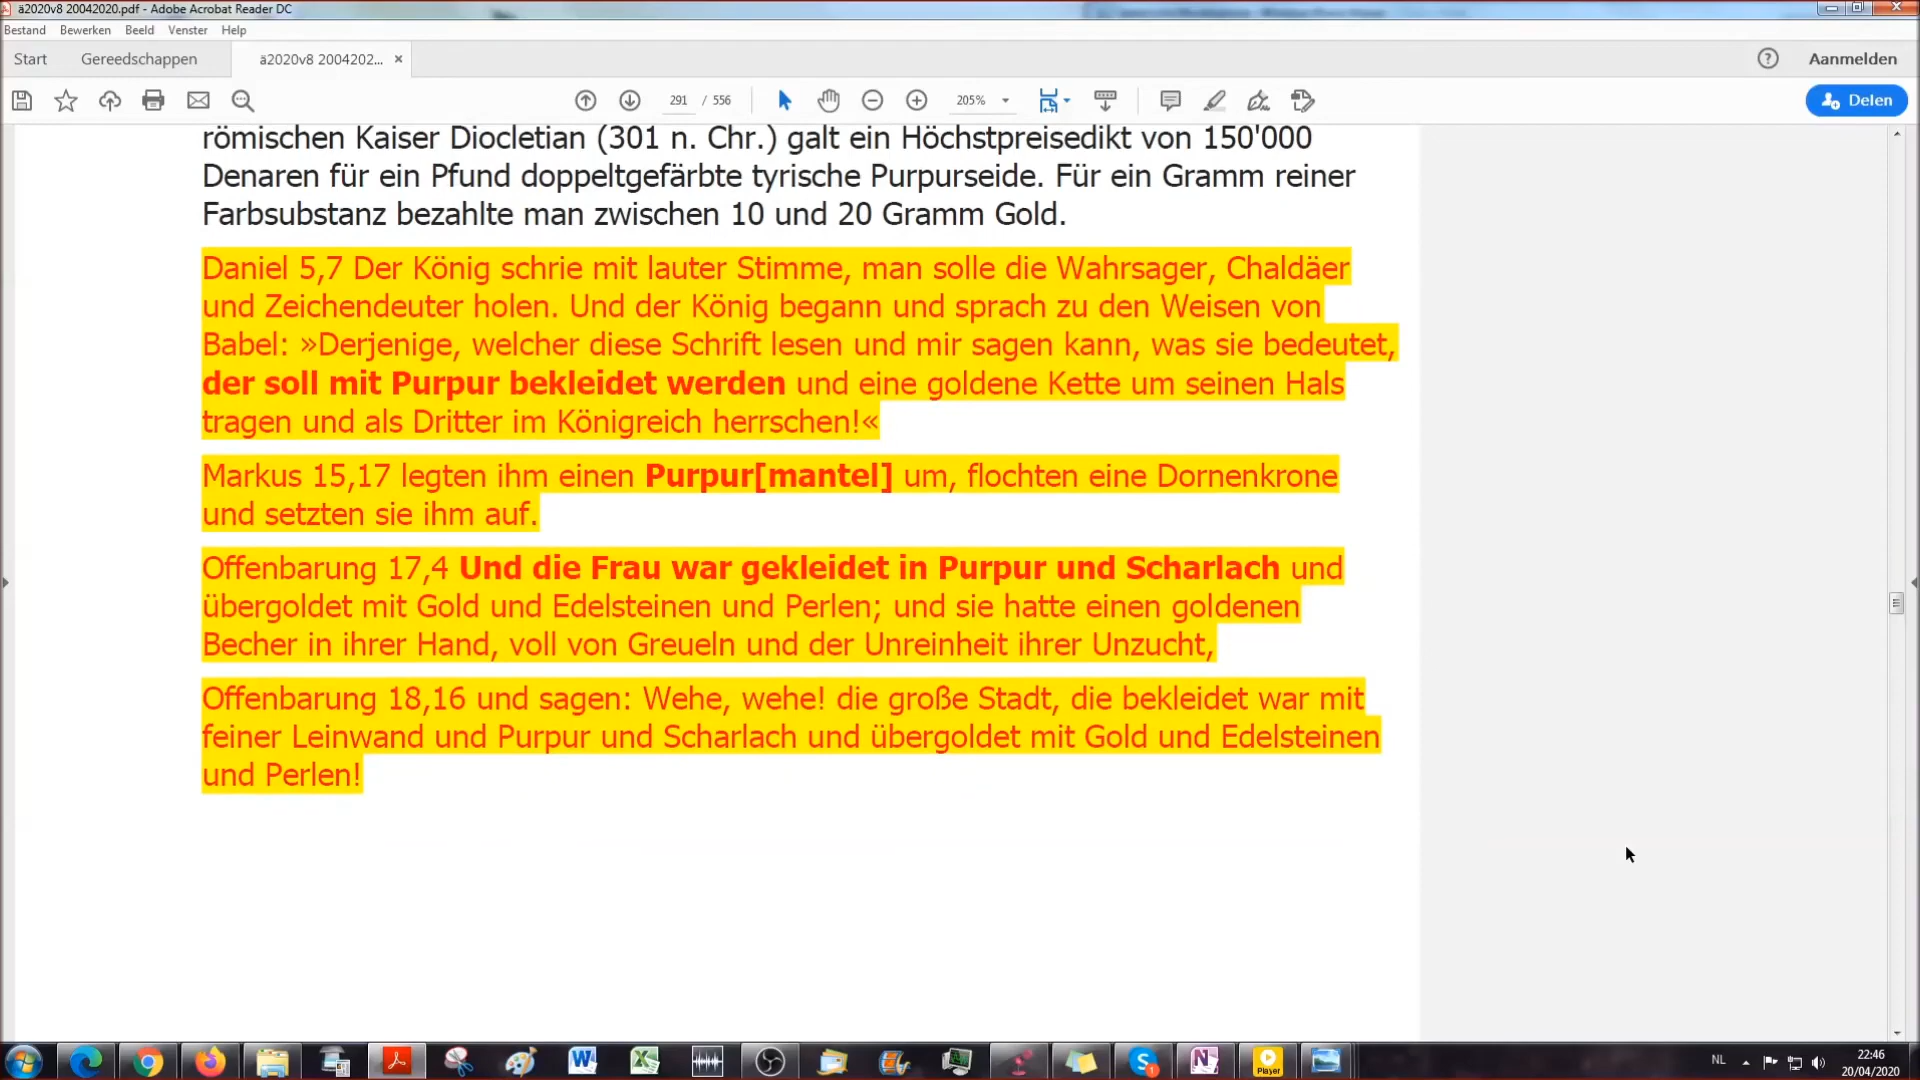 ä2020v8 20042020.pdf - Adobe Acrobat Reader DC
Bestand Bewerken Beeld Venster Help
Start Gereedschappen ä2020v8 2004202... × Aanmelden
291 / 556 205% Delen
römischen Kaiser Diocletian (301 n. Chr.) galt ein Höchstpreisedikt von 150'000
Denaren für ein Pfund doppeltgefärbte tyrische Purpurseide. Für ein Gramm reiner
Farbsubstanz bezahlte man zwischen 10 und 20 Gramm Gold.
Daniel 5,7 Der König schrie mit lauter Stimme, man solle die Wahrsager, Chaldäer
und Zeichendeuter holen. Und der König begann und sprach zu den Weisen von
Babel: »Derjenige, welcher diese Schrift lesen und mir sagen kann, was sie bedeutet,
der soll mit Purpur bekleidet werden und eine goldene Kette um seinen Hals
tragen und als Dritter im Königreich herrschen!«
Markus 15,17 legten ihm einen Purpur[mantel] um, flochten eine Dornenkrone
und setzten sie ihm auf.
Offenbarung 17,4 Und die Frau war gekleidet in Purpur und Scharlach und
übergoldet mit Gold und Edelsteinen und Perlen; und sie hatte einen goldenen
Becher in ihrer Hand, voll von Greueln und der Unreinheit ihrer Unzucht,
Offenbarung 18,16 und sagen: Wehe, wehe! die große Stadt, die bekleidet war mit
feiner Leinwand und Purpur und Scharlach und übergoldet mit Gold und Edelsteinen
und Perlen!
Player
NL
22:46
20/04/2020